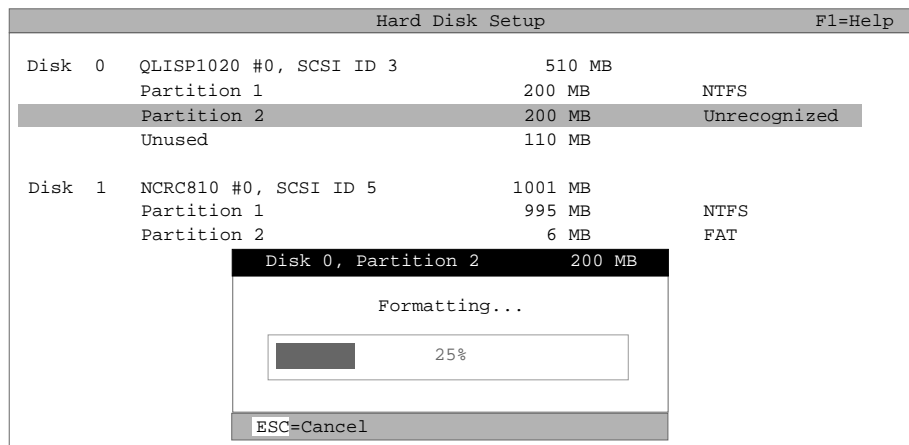 Hard Disk Setup F1=Help
Disk 0 QLISP1020 #0, SCSI ID 3 510 MB
Partition 1 200 MB NTFS
Partition 2 200 MB Unrecognized
Unused 110 MB
Disk 1 NCRC810 #0, SCSI ID 5 1001 MB
Partition 1 995 MB NTFS
Partition 2 6 MB FAT
Disk 0, Partition 2 200 MB
Formatting...
25%
ESC=Cancel